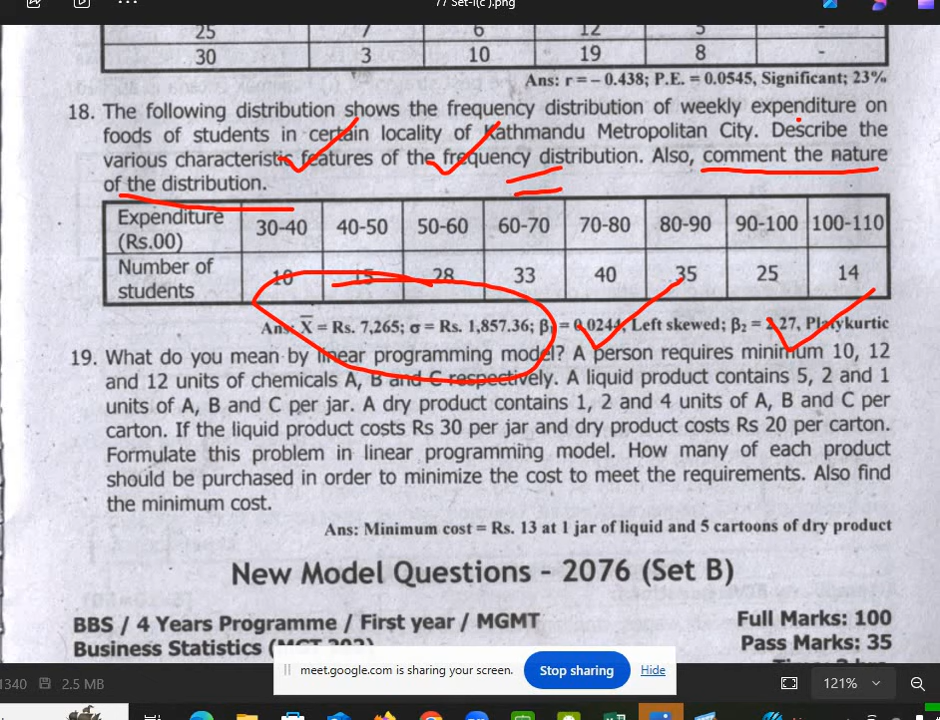 77 Set-I(c ).png
25 7 6 12 5
30 3 10 19 8 -
Ans: r = – 0.438; P.E. = 0.0545, Significant; 23%
18. The following distribution shows the frequency distribution of weekly expenditure on
foods of students in certain locality of Kathmandu Metropolitan City. Describe the
various characteristic features of the frequency distribution. Also, comment the nature
of the distribution.
Expenditure
(Rs.00) 30-40 40-50 50-60 60-70 70-80 80-90 90-100 100-110
Number of
students 10 15 28 33 40 35 25 14
Ans: X̅ = Rs. 7,265; σ = Rs. 1,857.36; β₁ = 0.0244, Left skewed; β₂ = 2.27, Platykurtic
19. What do you mean by linear programming model? A person requires minimum 10, 12
and 12 units of chemicals A, B and C respectively. A liquid product contains 5, 2 and 1
units of A, B and C per jar. A dry product contains 1, 2 and 4 units of A, B and C per
carton. If the liquid product costs Rs 30 per jar and dry product costs Rs 20 per carton.
Formulate this problem in linear programming model. How many of each product
should be purchased in order to minimize the cost to meet the requirements. Also find
the minimum cost.
Ans: Minimum cost = Rs. 13 at 1 jar of liquid and 5 cartoons of dry product
New Model Questions - 2076 (Set B)
BBS / 4 Years Programme / First year / MGMT Full Marks: 100
Business Statistics (MGT 202) Pass Marks: 35
meet.google.com is sharing your screen. Stop sharing Hide
1340 2.5 MB 121%